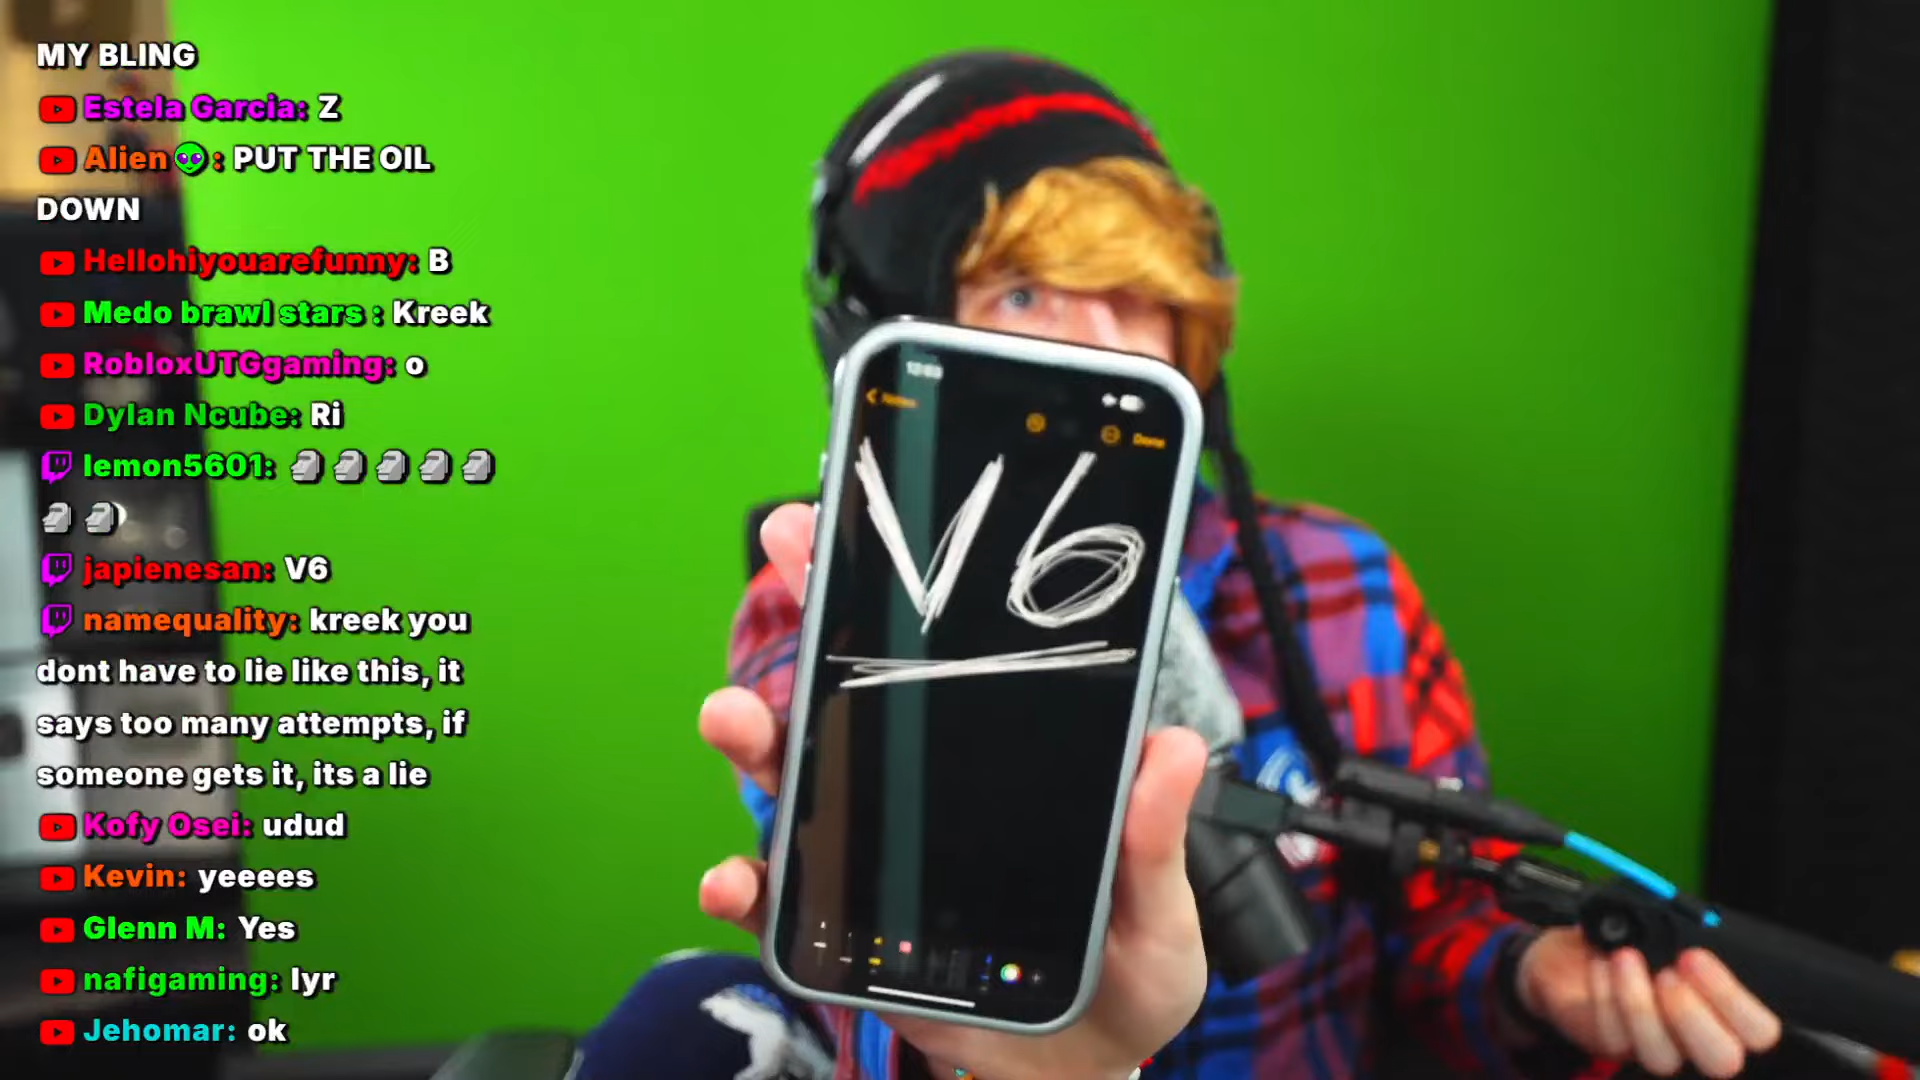 MY BLING
Estela Garcia: Z
Alien👽: PUT THE OIL
DOWN
Hellohiyouarefunny: B
Medo brawl stars : Kreek
RobloxUTGgaming: o
Dylan Ncube: Ri
lemon5601: 🗿🗿🗿🗿🗿
🗿🗿
japienesan: V6
namequality: kreek you
dont have to lie like this, it
says too many attempts, if
someone gets it, its a lie
Kofy Osei: udud
Kevin: yeeees
Glenn M: Yes
nafigaming: lyr
Jehomar: ok
Notes
Done
V6